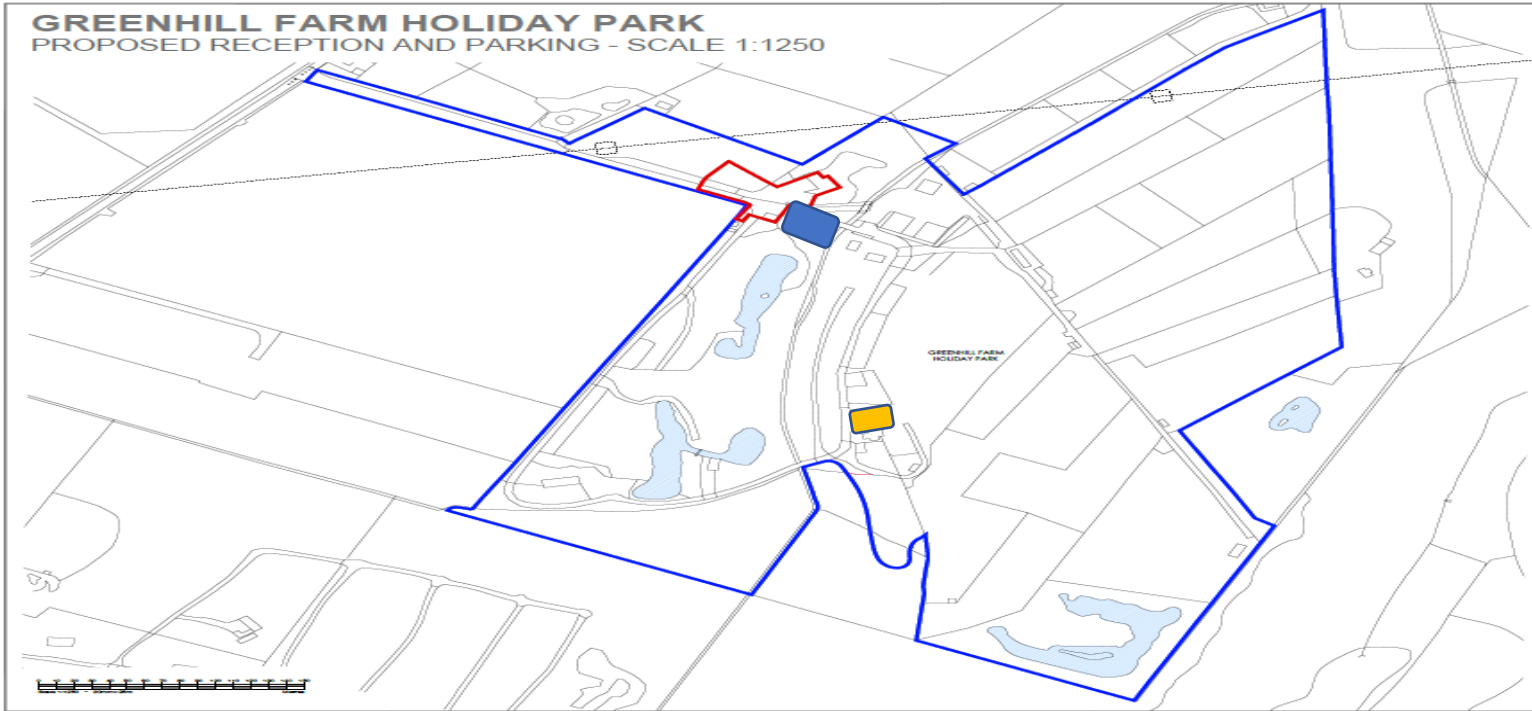 GREENHILL FARM HOLIDAY PARK
PROPOSED RECEPTION AND PARKING - SCALE 1:1250
GREENHILL FARM
HOLIDAY PARK